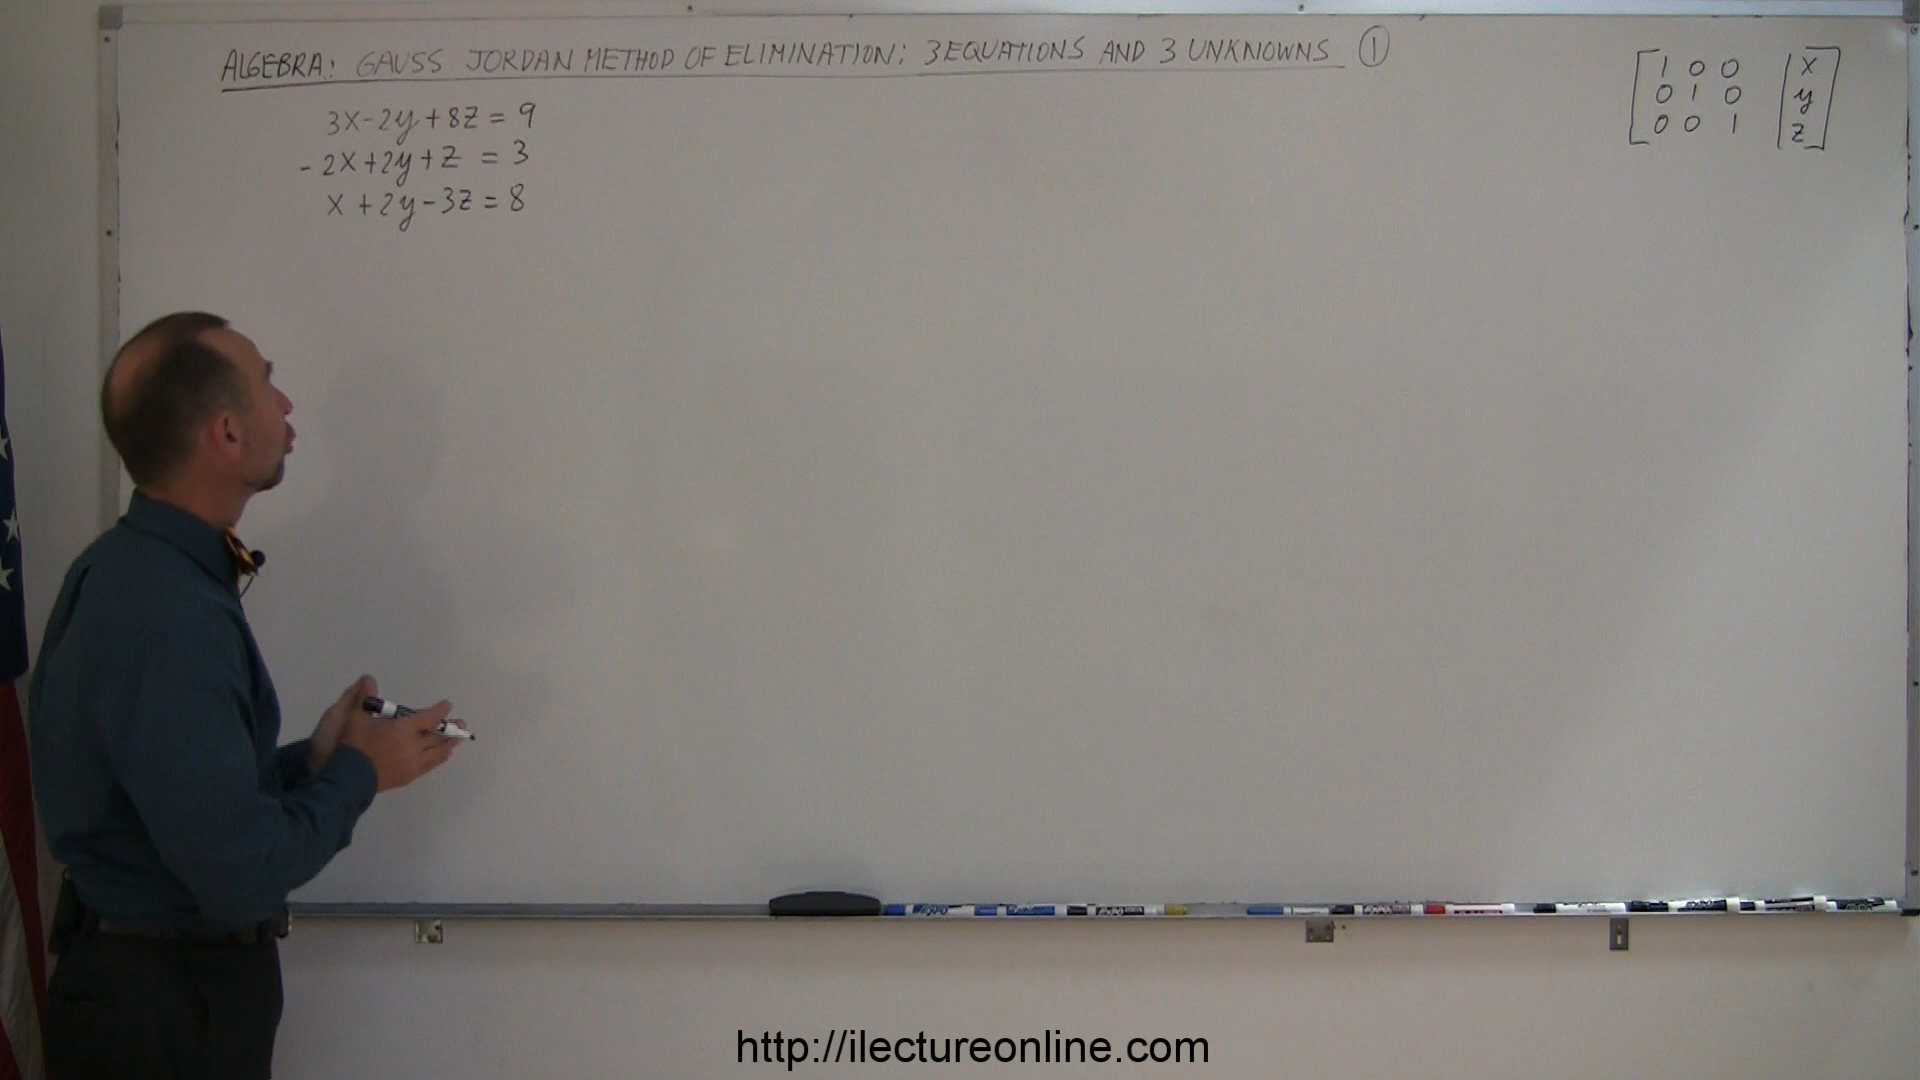 ALGEBRA: GAUSS JORDAN METHOD OF ELIMINATION: 3 EQUATIONS AND 3 UNKNOWNS ①
3X-2y+8Z = 9
-2X+2y+Z = 3
X+2y-3Z = 8
1 0 0 X
0 1 0 y
0 0 1 Z
http://ilectureonline.com